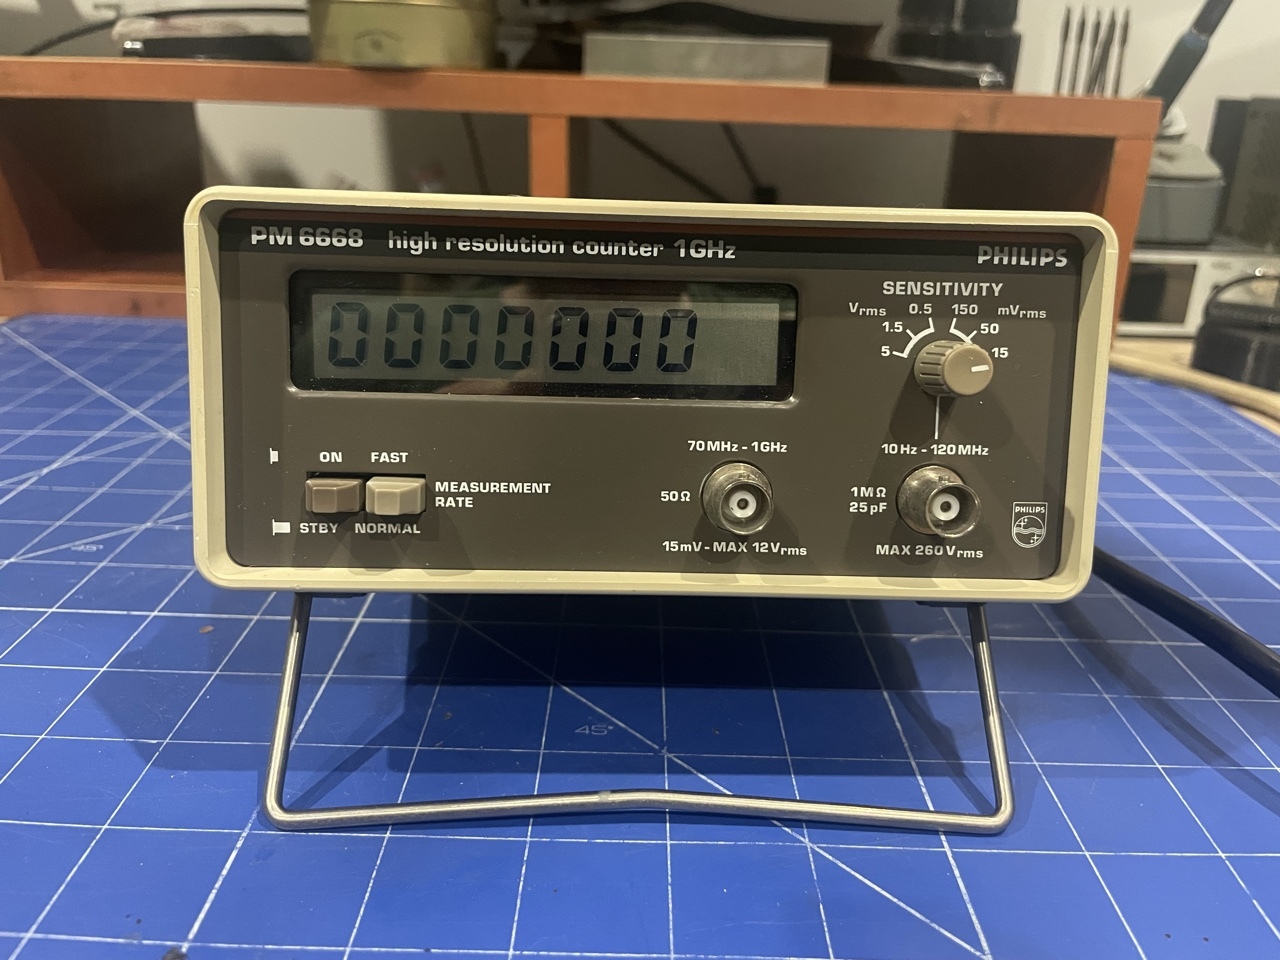 PM 6668 high resolution counter 1GHz
PHILIPS
0000000
SENSITIVITY
Vrms 0.5 150 mVrms
1.5 50
5 15
ON FAST
MEASUREMENT
RATE
STBY NORMAL
70MHz - 1GHz
50Ω
15mV - MAX 12Vrms
10Hz - 120MHz
1MΩ
25pF
MAX 260Vrms
PHILIPS
45°
45°